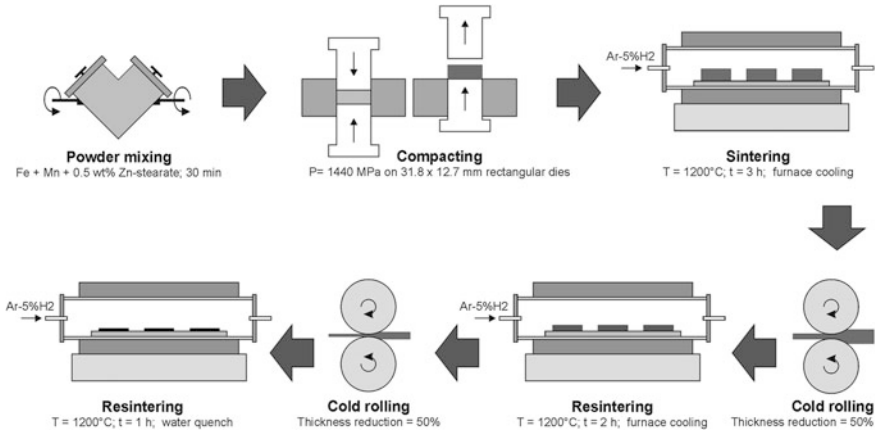 Powder mixing
Fe + Mn + 0.5 wt% Zn-stearate; 30 min
Compacting
P= 1440 MPa on 31.8 x 12.7 mm rectangular dies
Ar-5%H2
Sintering
T = 1200°C; t = 3 h; furnace cooling
Cold rolling
Thickness reduction = 50%
Ar-5%H2
Resintering
T = 1200°C; t = 2 h; furnace cooling
Cold rolling
Thickness reduction = 50%
Ar-5%H2
Resintering
T = 1200°C; t = 1 h; water quench